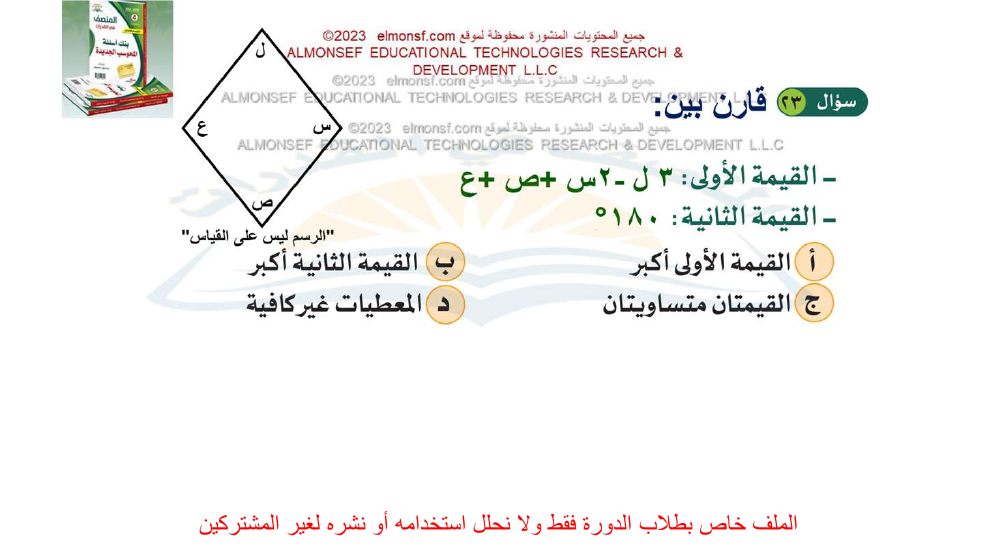 المنصف
في القدرات
بنك أسئلة
المحوسب الجديدة
جميع المحتويات المنشورة محفوظة لموقع elmonsf.com ©2023
ALMONSEF EDUCATIONAL TECHNOLOGIES RESEARCH &
DEVELOPMENT L.L.C
جميع المحتويات المنشورة محفوظة لموقع elmonsf.com ©2023
ALMONSEF EDUCATIONAL TECHNOLOGIES RESEARCH & DEVELOPMENT L.L.C
سؤال ٢٣ قارن بين:
جميع المحتويات المنشورة محفوظة لموقع elmonsf.com ©2023
ALMONSEF EDUCATIONAL TECHNOLOGIES RESEARCH & DEVELOPMENT L.L.C
ل
س
ع
ص
"الرسم ليس على القياس"
- القيمة الأولى: ٣ ل -٢س +ص +ع
- القيمة الثانية: ١٨٠°
أ القيمة الأولى أكبر
ب القيمة الثانية أكبر
ج القيمتان متساويتان
د المعطيات غير كافية
الملف خاص بطلاب الدورة فقط ولا نحلل استخدامه أو نشره لغير المشتركين